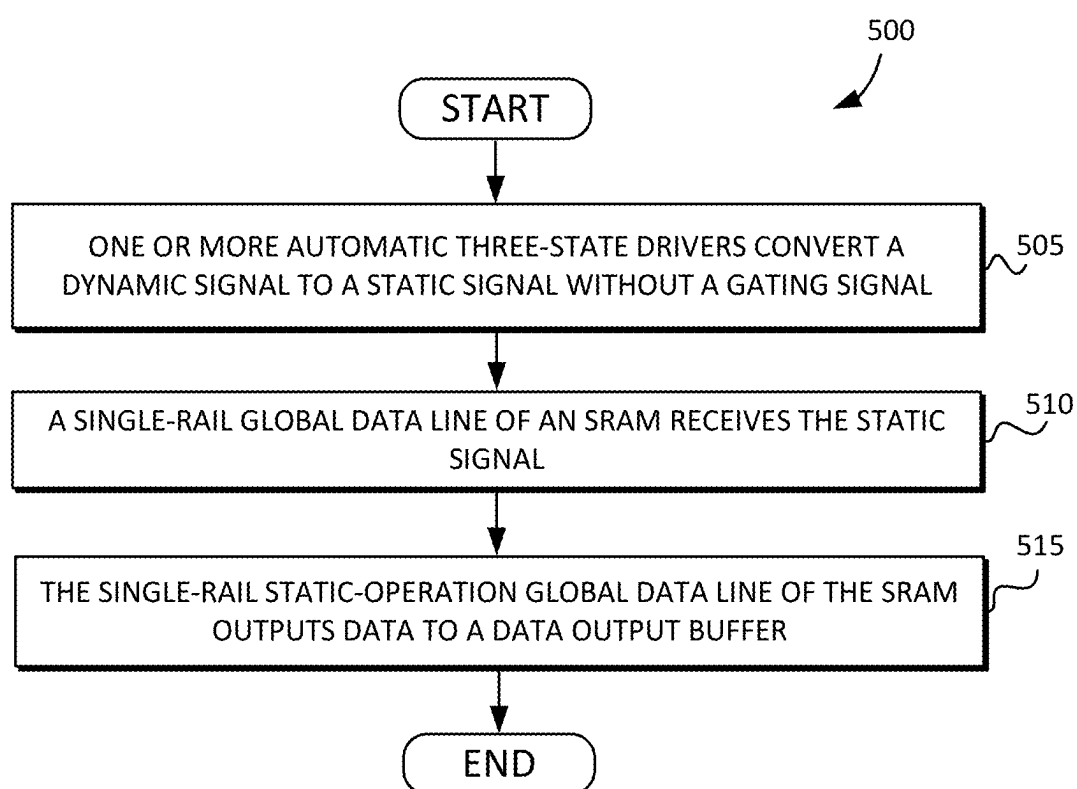 500
START
ONE OR MORE AUTOMATIC THREE-STATE DRIVERS CONVERT A
DYNAMIC SIGNAL TO A STATIC SIGNAL WITHOUT A GATING SIGNAL
505
A SINGLE-RAIL GLOBAL DATA LINE OF AN SRAM RECEIVES THE STATIC
SIGNAL
510
THE SINGLE-RAIL STATIC-OPERATION GLOBAL DATA LINE OF THE SRAM
OUTPUTS DATA TO A DATA OUTPUT BUFFER
515
END